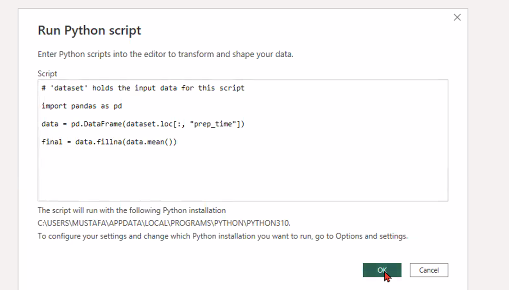 Run Python script
Enter Python scripts into the editor to transform and shape your data.
Script
# 'dataset' holds the input data for this script
import pandas as pd
data = pd.DataFrame(dataset.loc[:, "prep_time"])
final = data.fillna(data.mean())
The script will run with the following Python installation
C:\USERS\MUSTAFA\APPDATA\LOCAL\PROGRAMS\PYTHON\PYTHON310.
To configure your settings and change which Python installation you want to run, go to Options and settings.
OK Cancel